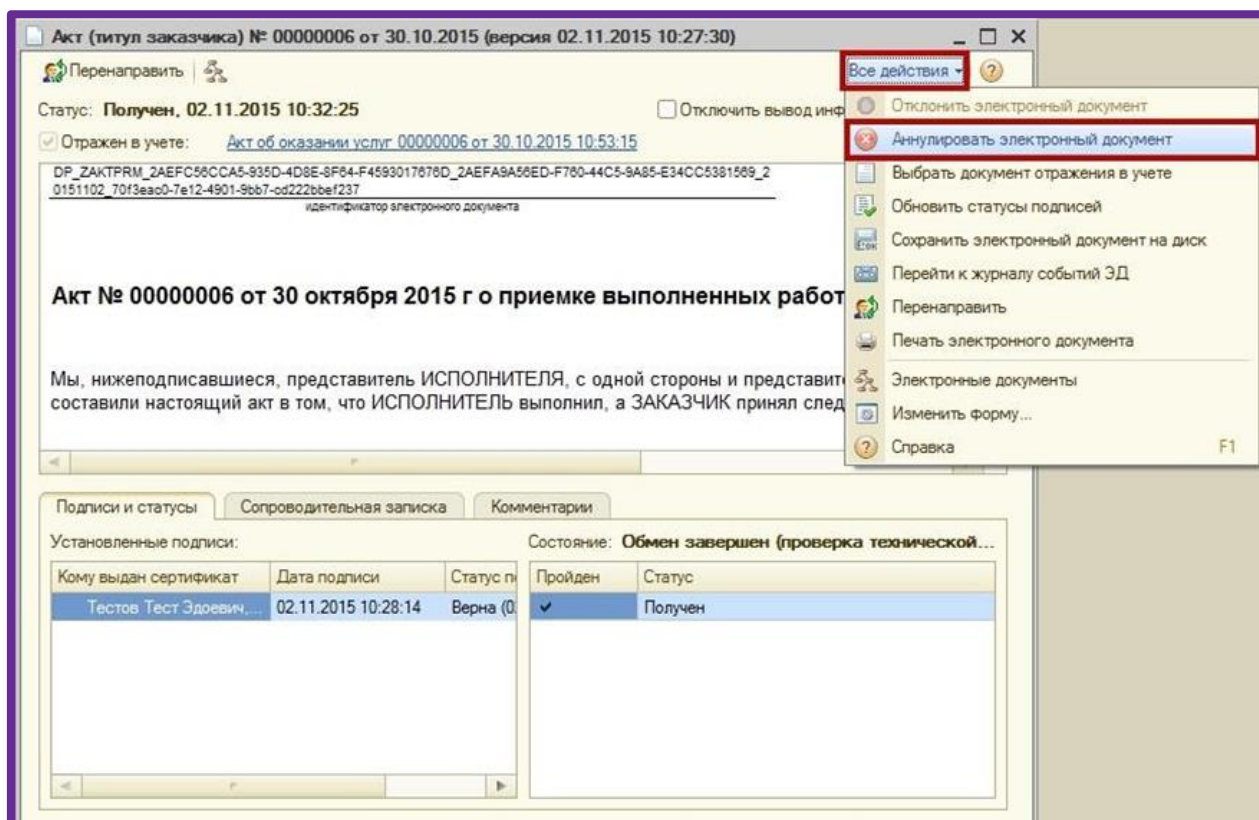 Акт (титул заказчика) № 00000006 от 30.10.2015 (версия 02.11.2015 10:27:30)
Перенаправить
Все действия
Статус: Получен, 02.11.2015 10:32:25
Отключить вывод инф
Отражен в учете: Акт об оказании услуг 00000006 от 30.10.2015 10:53:15
DP_ZAKTPRM_2AEFC56CCA5-935D-4D8E-8F64-F4593017676D_2AEFA9A56ED-F760-44C5-9A85-E34CC5381569_2
0151102_70f3eac0-7e12-4901-9bb7-cd222bbef237
идентификатор электронного документа
Акт № 00000006 от 30 октября 2015 г о приемке выполненных работ
Мы, нижеподписавшиеся, представитель ИСПОЛНИТЕЛЯ, с одной стороны и представит
составили настоящий акт в том, что ИСПОЛНИТЕЛЬ выполнил, а ЗАКАЗЧИК принял след
Отклонить электронный документ
Аннулировать электронный документ
Выбрать документ отражения в учете
Обновить статусы подписей
Сохранить электронный документ на диск
Перейти к журналу событий ЭД
Перенаправить
Печать электронного документа
Электронные документы
Изменить форму...
Справка F1
Подписи и статусы Сопроводительная записка Комментарии
Установленные подписи: Состояние: Обмен завершен (проверка технической...
Кому выдан сертификат Дата подписи Статус п Пройден Статус
Тестов Тест Эдоевич,... 02.11.2015 10:28:14 Верна (0 Получен